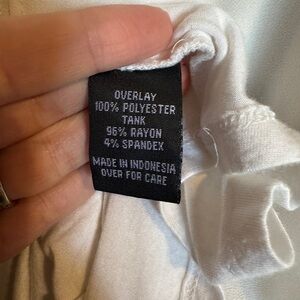 OVERLAY
100% POLYESTER
TANK
96% RAYON
4% SPANDEX
MADE IN INDONESIA
OVER FOR CARE